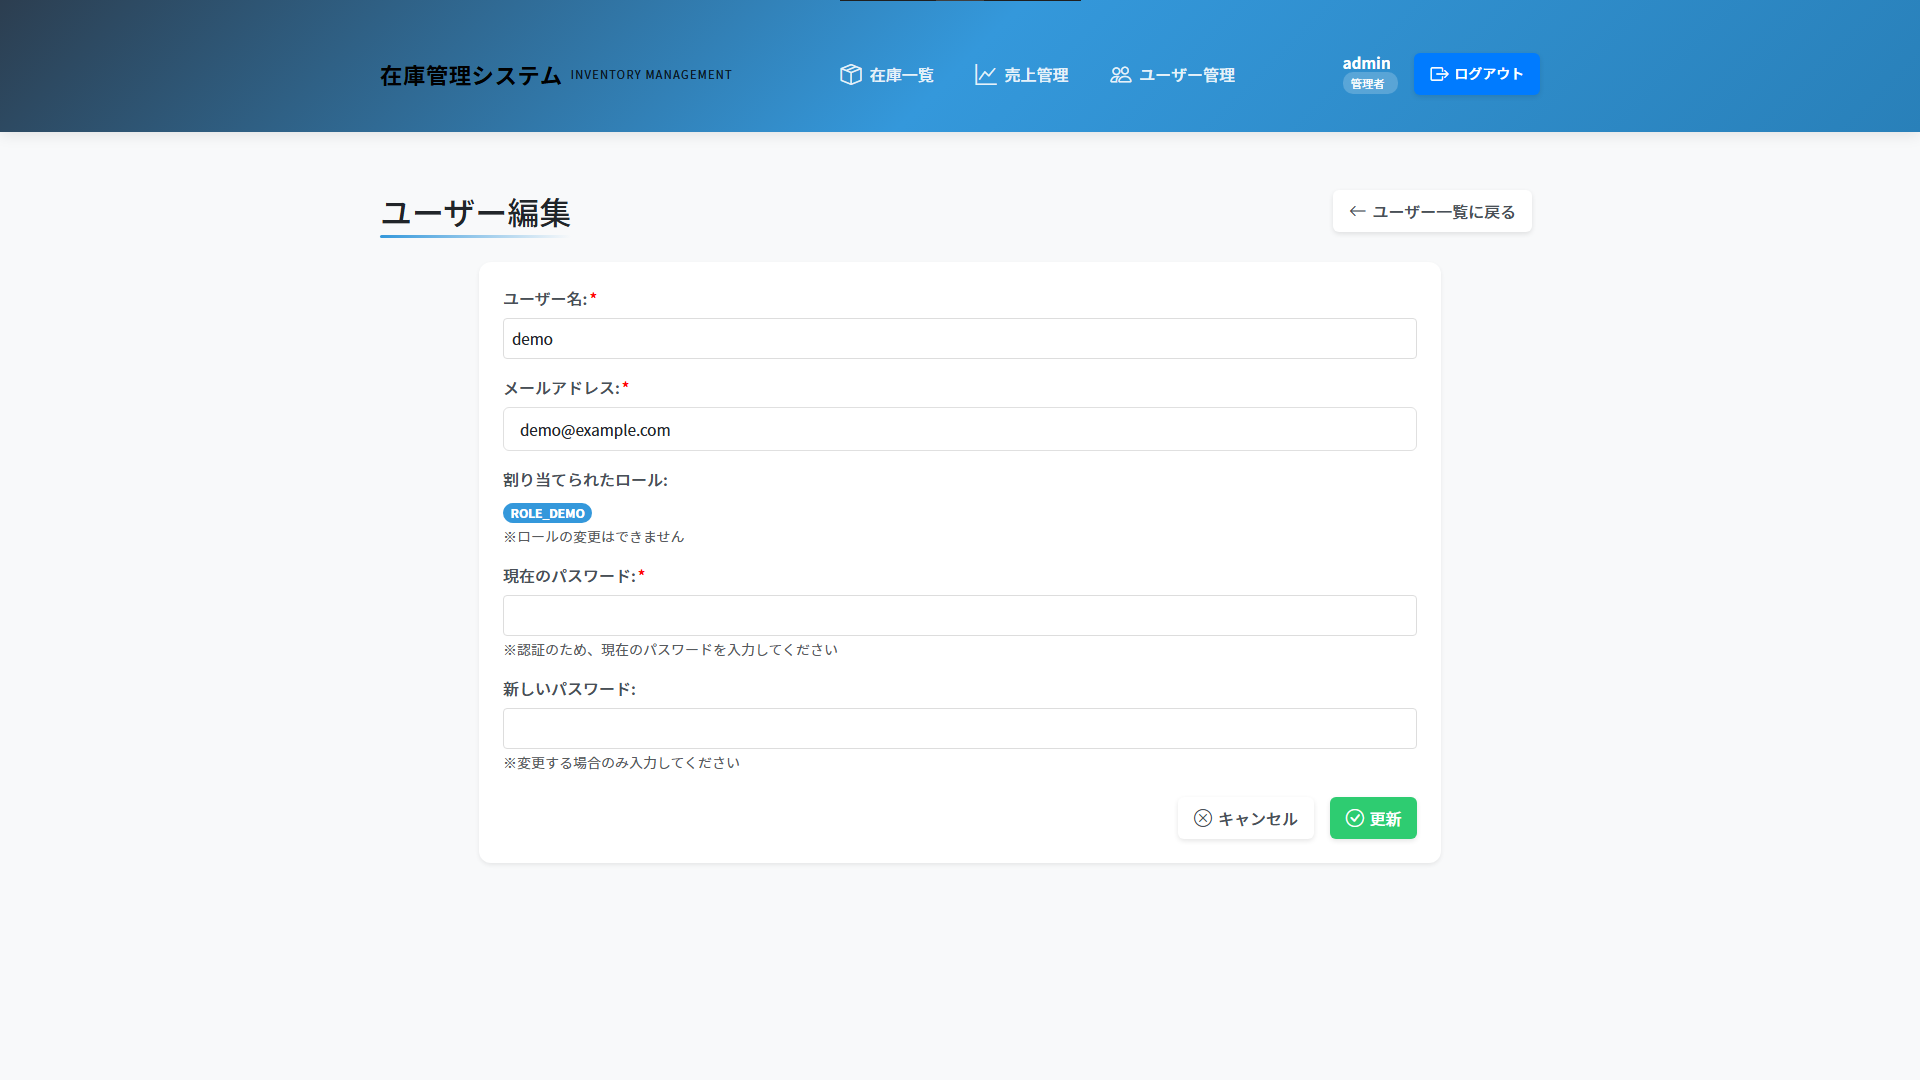 在庫管理システム INVENTORY MANAGEMENT
在庫一覧
売上管理
ユーザー管理
admin
管理者
ログアウト
ユーザー編集
ユーザー一覧に戻る
ユーザー名:*
demo
メールアドレス:*
demo@example.com
割り当てられたロール:
ROLE_DEMO
※ロールの変更はできません
現在のパスワード:*
※認証のため、現在のパスワードを入力してください
新しいパスワード:
※変更する場合のみ入力してください
キャンセル
更新